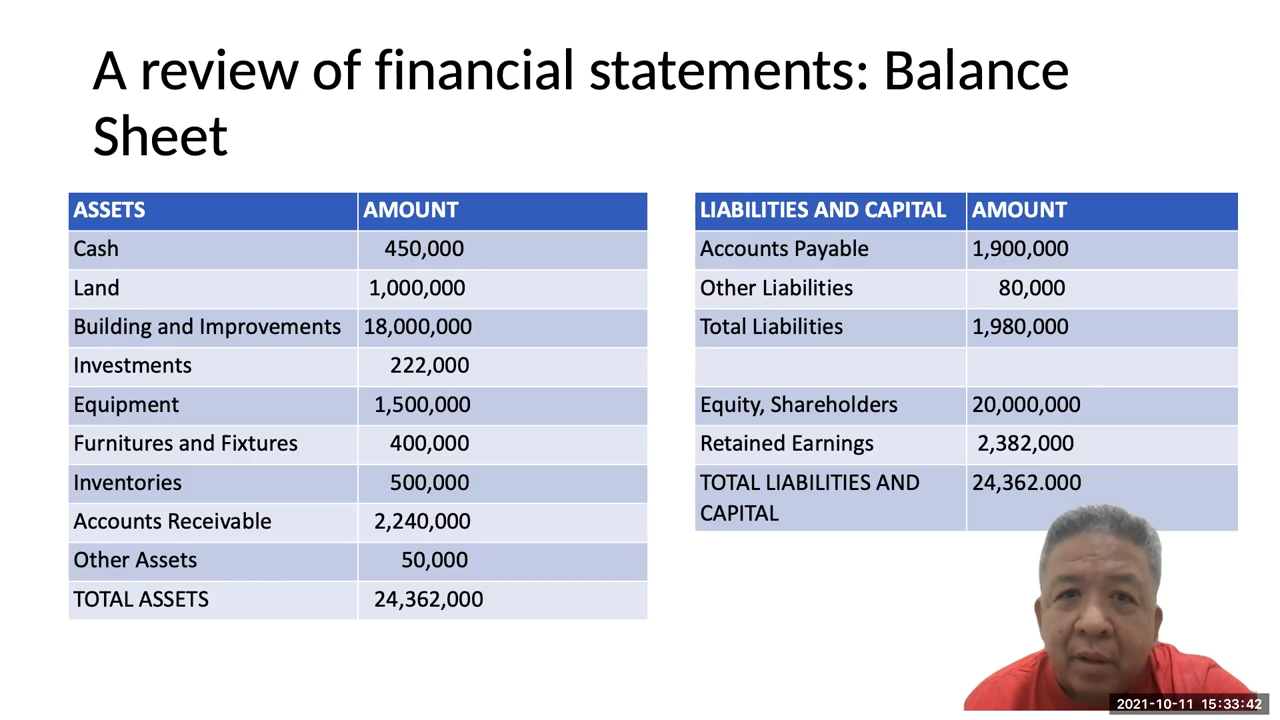 A review of financial statements: Balance
Sheet
ASSETS AMOUNT
Cash 450,000
Land 1,000,000
Building and Improvements 18,000,000
Investments 222,000
Equipment 1,500,000
Furnitures and Fixtures 400,000
Inventories 500,000
Accounts Receivable 2,240,000
Other Assets 50,000
TOTAL ASSETS 24,362,000
LIABILITIES AND CAPITAL AMOUNT
Accounts Payable 1,900,000
Other Liabilities 80,000
Total Liabilities 1,980,000
Equity, Shareholders 20,000,000
Retained Earnings 2,382,000
TOTAL LIABILITIES AND 24,362.000
CAPITAL
2021-10-11 15:33:42